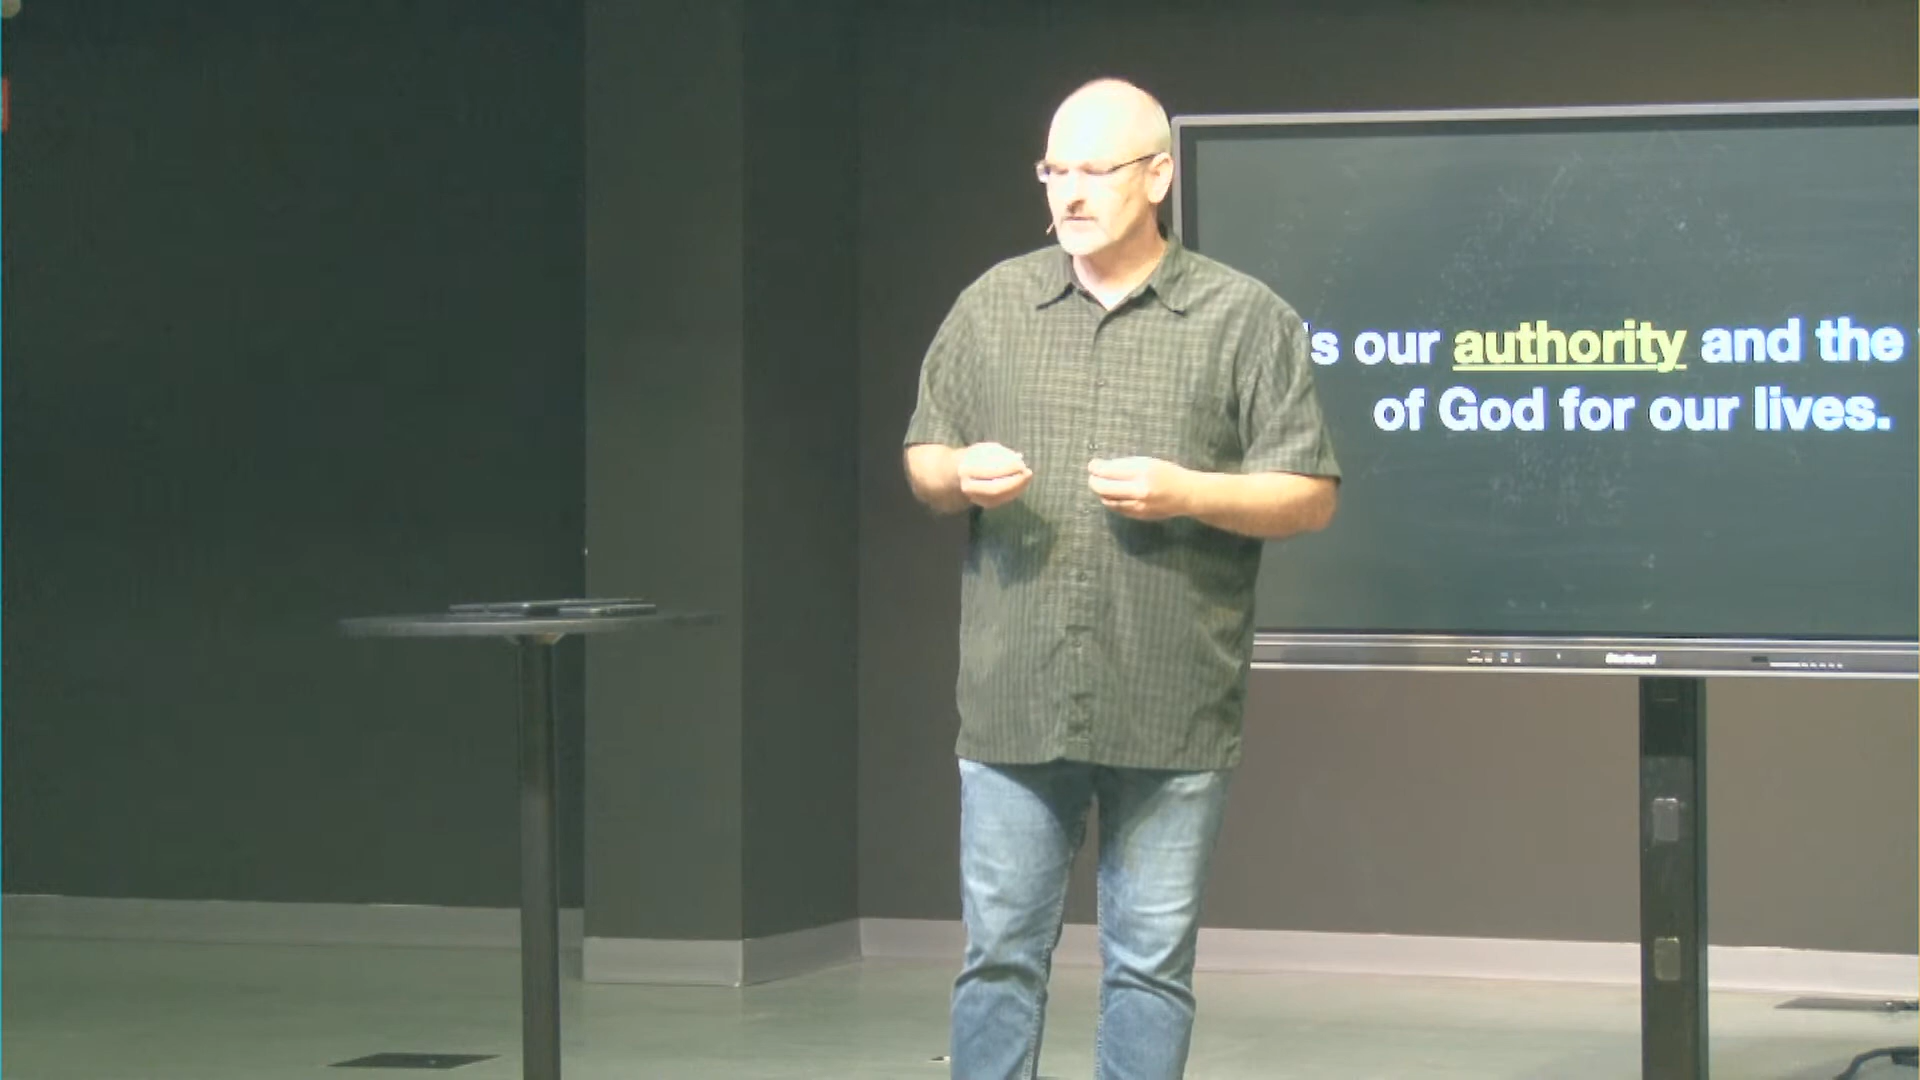 's our authority and the
of God for our lives.